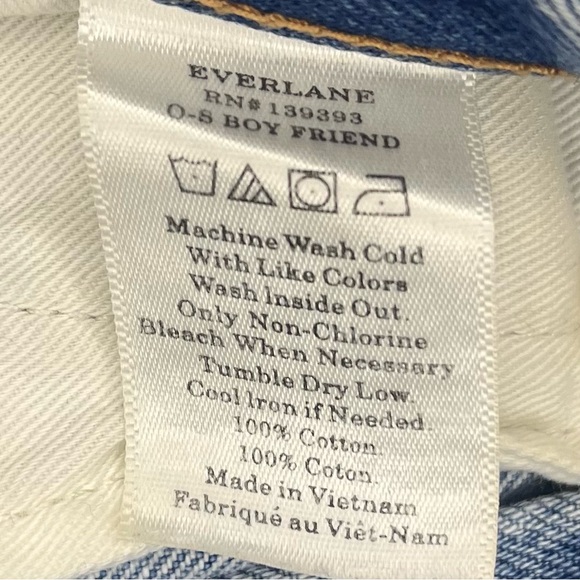 EVERLANE
RN# 139393
O-S BOY FRIEND
Machine Wash Cold
With Like Colors
Wash Inside Out.
Only Non-Chlorine
Bleach When Necessary
Tumble Dry Low.
Cool Iron if Needed
100% Cotton.
100% Coton.
Made in Vietnam
Fabriqué au Viêt-Nam